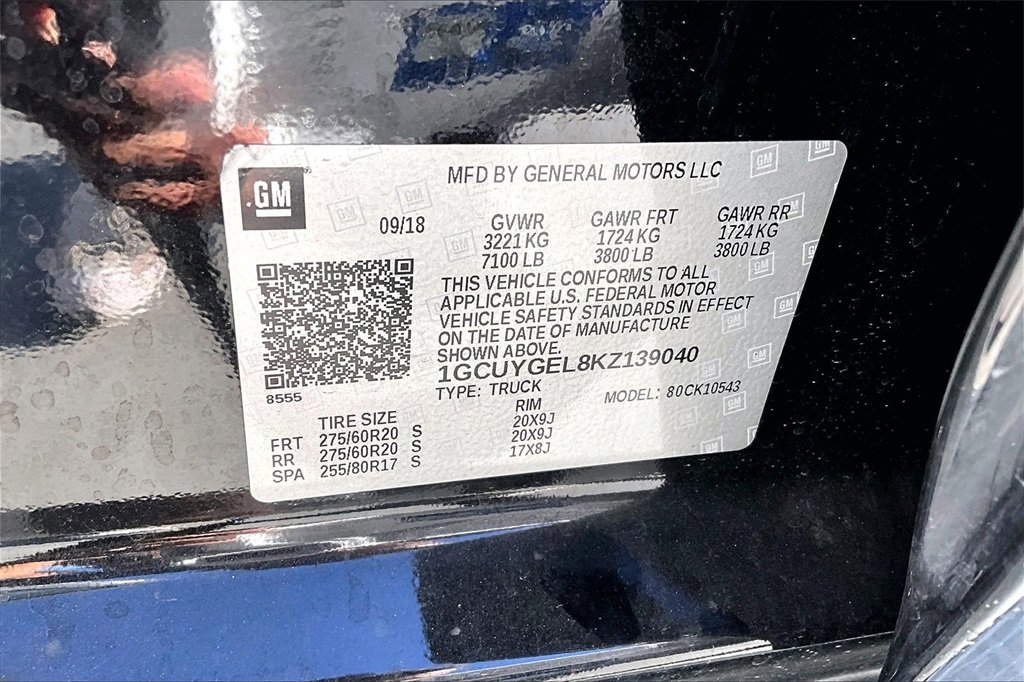 GM
MFD BY GENERAL MOTORS LLC
09/18 GVWR GAWR FRT GAWR RR
3221 KG 1724 KG 1724 KG
7100 LB 3800 LB 3800 LB
THIS VEHICLE CONFORMS TO ALL
APPLICABLE U.S. FEDERAL MOTOR
VEHICLE SAFETY STANDARDS IN EFFECT
ON THE DATE OF MANUFACTURE
SHOWN ABOVE.
1GCUYGEL8KZ139040
8555 TYPE: TRUCK MODEL: 80CK10543
TIRE SIZE RIM
FRT 275/60R20 S 20X9J
RR 275/60R20 S 20X9J
SPA 255/80R17 S 17X8J